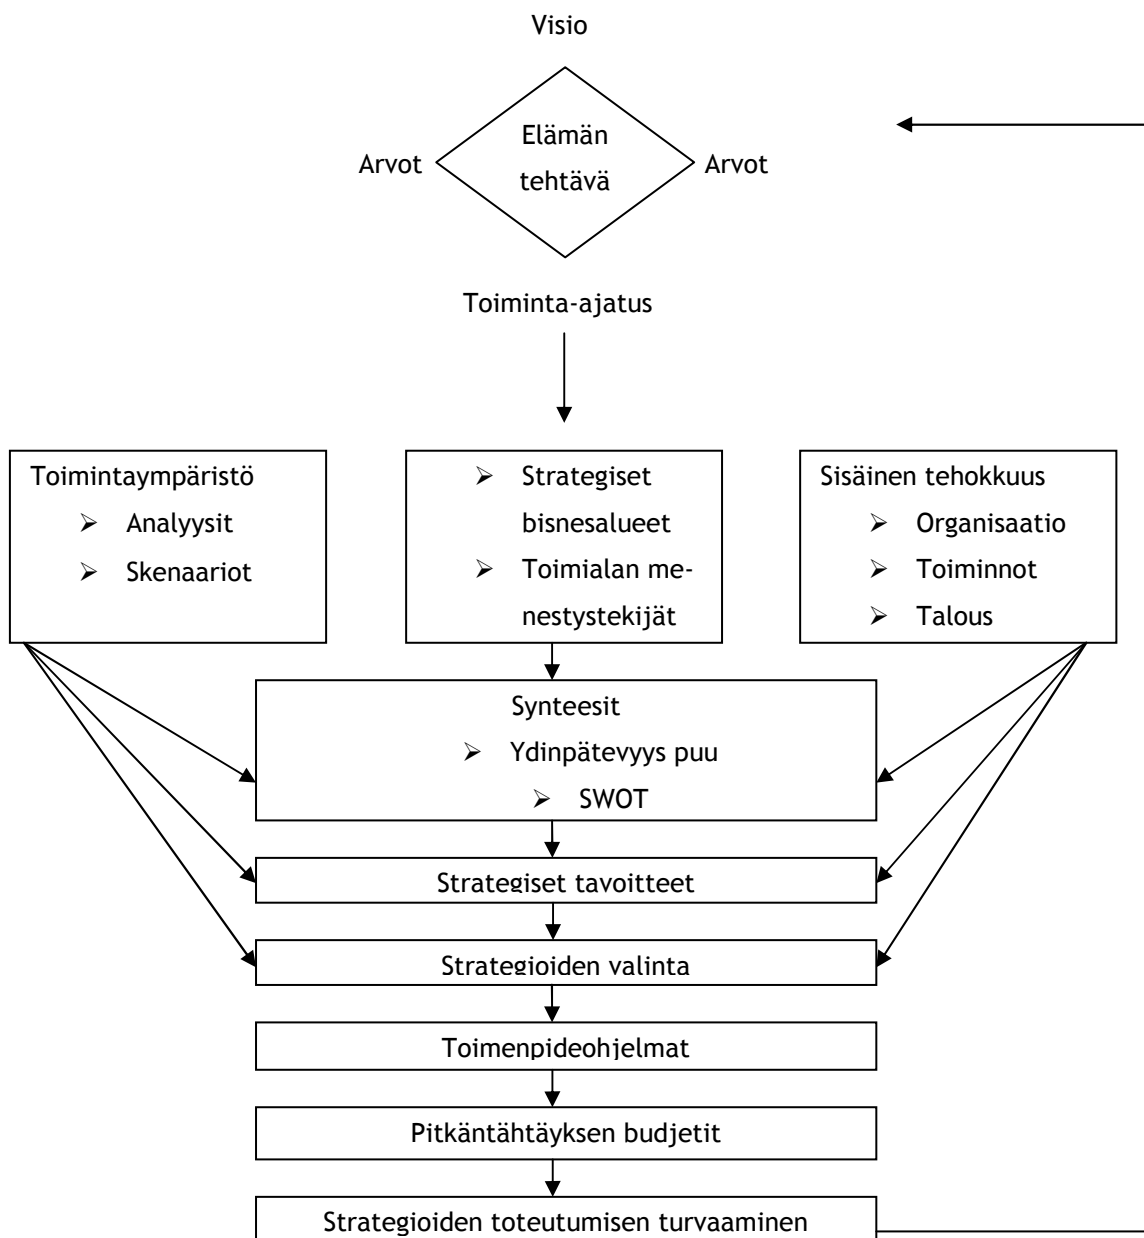 Visio
Elämän
tehtävä
Arvot
Arvot
Toiminta-ajatus
Toimintaympäristö
➢ Analyysit
➢ Skenaariot
➢ Strategiset
bisnesalueet
➢ Toimialan me-
nestystekijät
Sisäinen tehokkuus
➢ Organisaatio
➢ Toiminnot
➢ Talous
Synteesit
➢ Ydinpätevyys puu
➢ SWOT
Strategiset tavoitteet
Strategioiden valinta
Toimenpideohjelmat
Pitkäntähtäyksen budjetit
Strategioiden toteutumisen turvaaminen